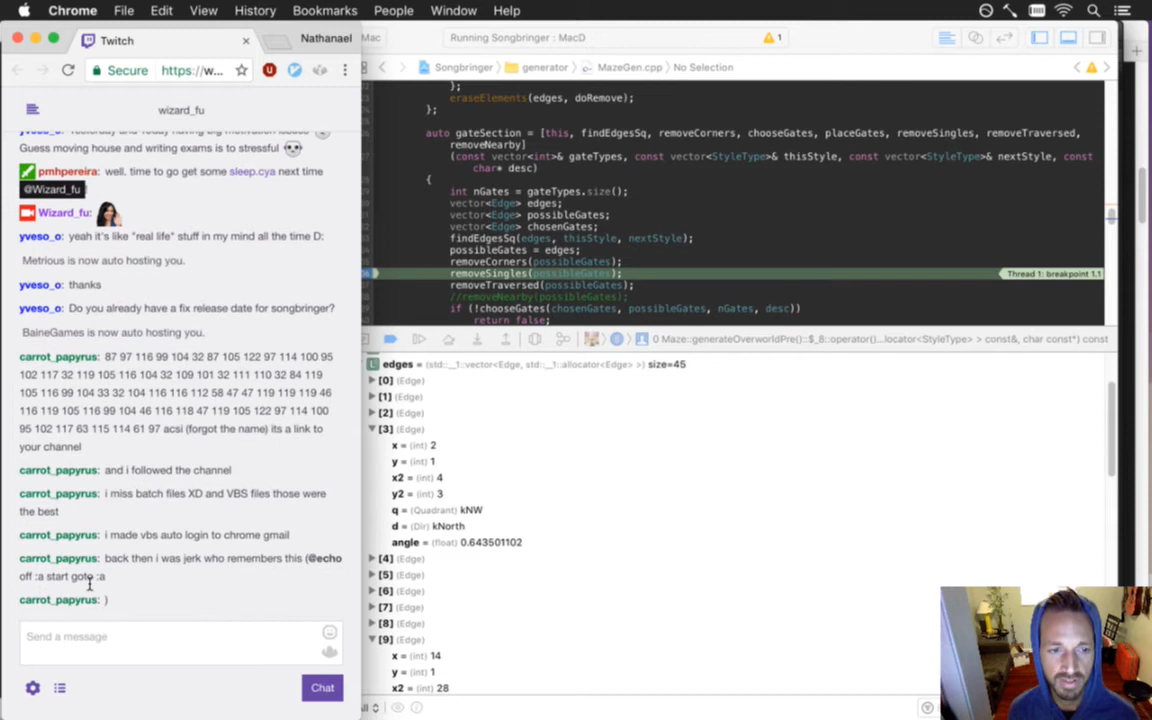 Chrome File Edit View History Bookmarks People Window Help
Twitch
Nathanael
Mac
Running Songbringer : MacD
1
Secure https://w...
Songbringer generator MazeGen.cpp No Selection
wizard_fu
Guess moving house and writing exams is to stressful
pmhpereira: well. time to go get some sleep.cya next time
@Wizard_fu
Wizard_fu:
yveso_o: yeah it's like "real life" stuff in my mind all the time D:
Metrious is now auto hosting you.
yveso_o: thanks
yveso_o: Do you already have a fix release date for songbringer?
BaineGames is now auto hosting you.
carrot_papyrus: 87 97 116 99 104 32 87 105 122 97 114 100 95
102 117 32 119 105 116 104 32 109 101 32 111 110 32 84 119
105 116 99 104 33 32 104 116 116 112 58 47 47 119 119 119 46
116 119 105 116 99 104 46 116 118 47 119 105 122 97 114 100
95 102 117 63 115 114 61 97 acsi (forgot the name) its a link to
your channel
carrot_papyrus: and i followed the channel
carrot_papyrus: i miss batch files XD and VBS files those were
the best
carrot_papyrus: i made vbs auto login to chrome gmail
carrot_papyrus: back then i was jerk who remembers this (@echo
off :a start goto :a
carrot_papyrus: )
Send a message
Chat
};
eraseElements(edges, doRemove);
};
auto gateSection = [this, findEdgesSq, removeCorners, chooseGates, placeGates, removeSingles, removeTraversed,
removeNearby]
(const vector<int>& gateTypes, const vector<StyleType>& thisStyle, const vector<StyleType>& nextStyle, const
char* desc)
{
int nGates = gateTypes.size();
vector<Edge> edges;
vector<Edge> possibleGates;
vector<Edge> chosenGates;
findEdgesSq(edges, thisStyle, nextStyle);
possibleGates = edges;
removeCorners(possibleGates);
removeSingles(possibleGates);
Thread 1: breakpoint 1.1
removeTraversed(possibleGates);
//removeNearby(possibleGates);
if (!chooseGates(chosenGates, possibleGates, nGates, desc))
return false;
0 Maze::generateOverworldPre()::$_8::operator()...locator<StyleType> > const&, char const*) const
edges = (std::__1::vector<Edge, std::__1::allocator<Edge> >) size=45
[0] (Edge)
[1] (Edge)
[2] (Edge)
[3] (Edge)
x = (int) 2
y = (int) 1
x2 = (int) 4
y2 = (int) 3
q = (Quadrant) kNW
d = (Dir) kNorth
angle = (float) 0.643501102
[4] (Edge)
[5] (Edge)
[6] (Edge)
[7] (Edge)
[8] (Edge)
[9] (Edge)
x = (int) 14
y = (int) 1
x2 = (int) 28